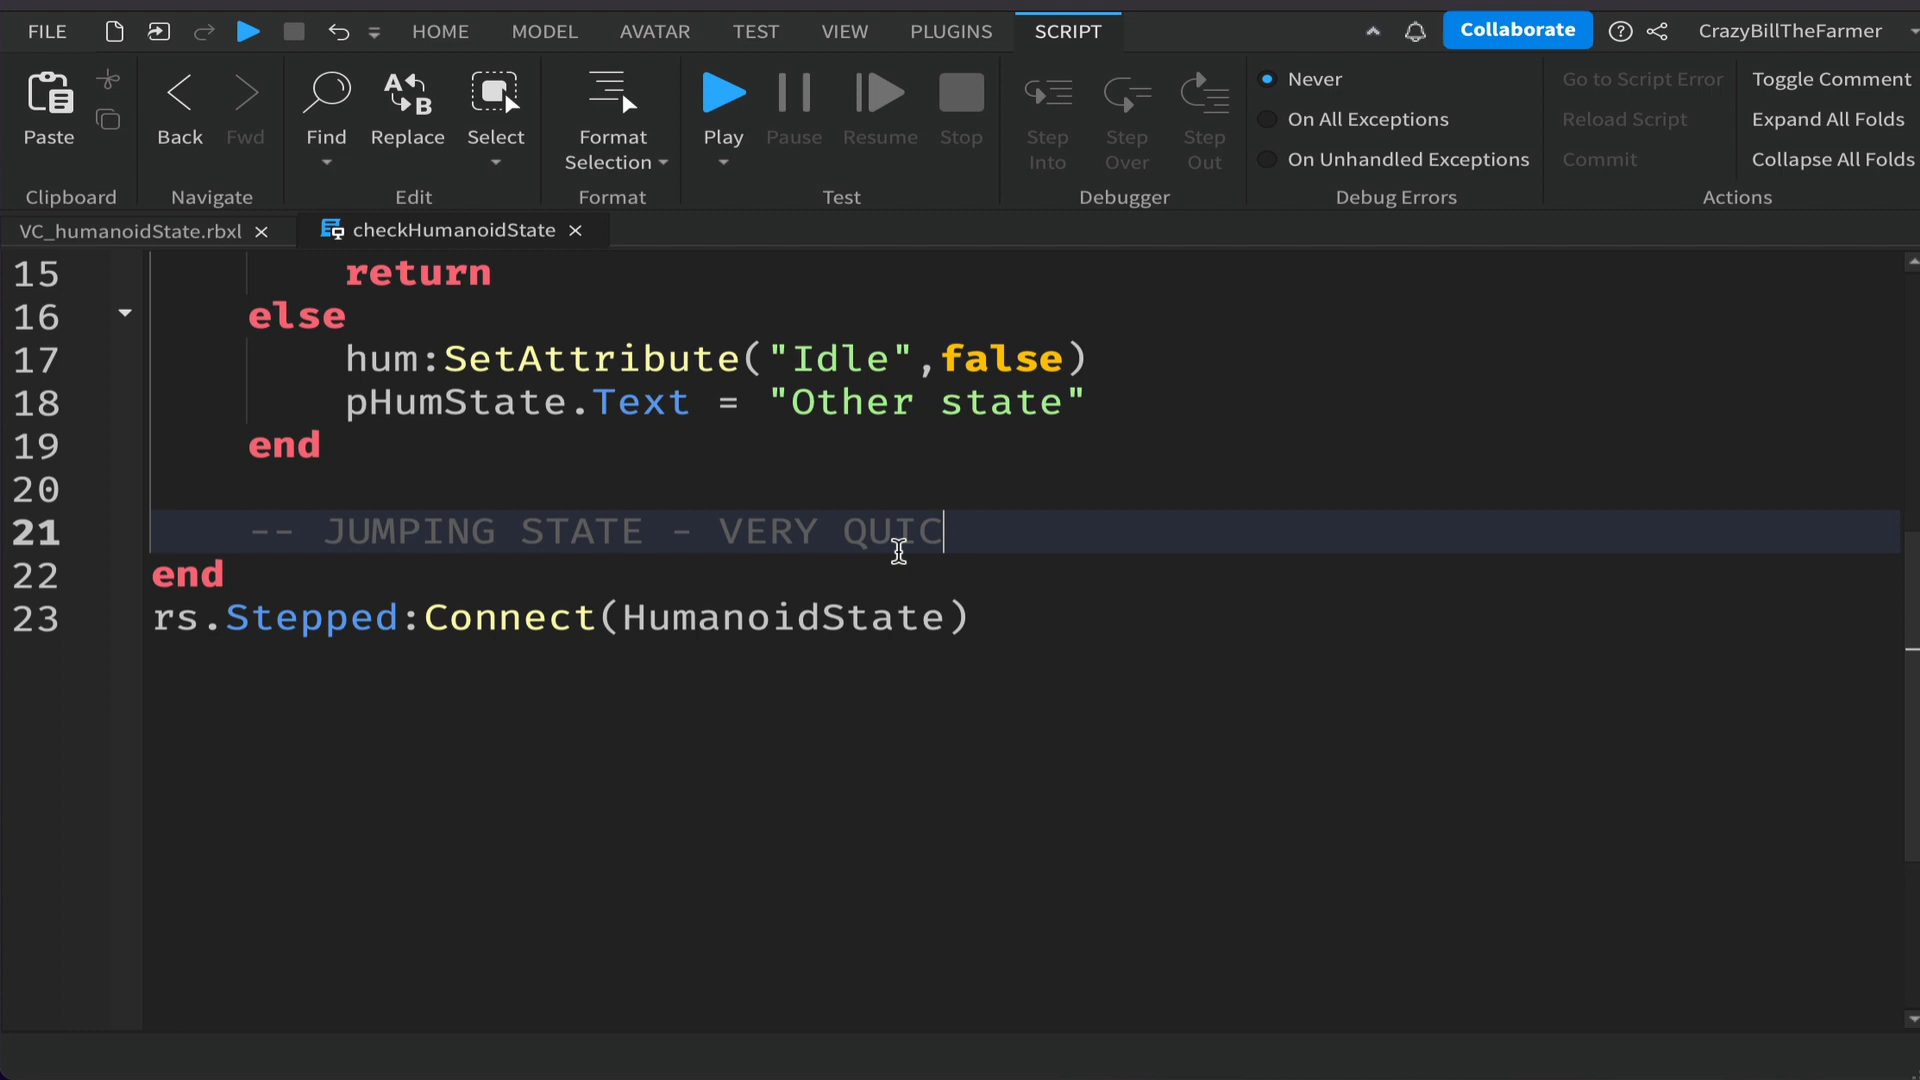 FILE HOME MODEL AVATAR TEST VIEW PLUGINS SCRIPT Collaborate CrazyBillTheFarmer
Paste Back Fwd Find Replace Select Format Selection Play Pause Resume Stop Step Into Step Over Step Out
Never
On All Exceptions
On Unhandled Exceptions
Go to Script Error
Reload Script
Commit
Toggle Comment
Expand All Folds
Collapse All Folds
Clipboard Navigate Edit Format Test Debugger Debug Errors Actions
VC_humanoidState.rbxl checkHumanoidState
15 return
16 else
17 hum:SetAttribute("Idle",false)
18 pHumState.Text = "Other state"
19 end
20
21 -- JUMPING STATE - VERY QUIC
22 end
23 rs.Stepped:Connect(HumanoidState)